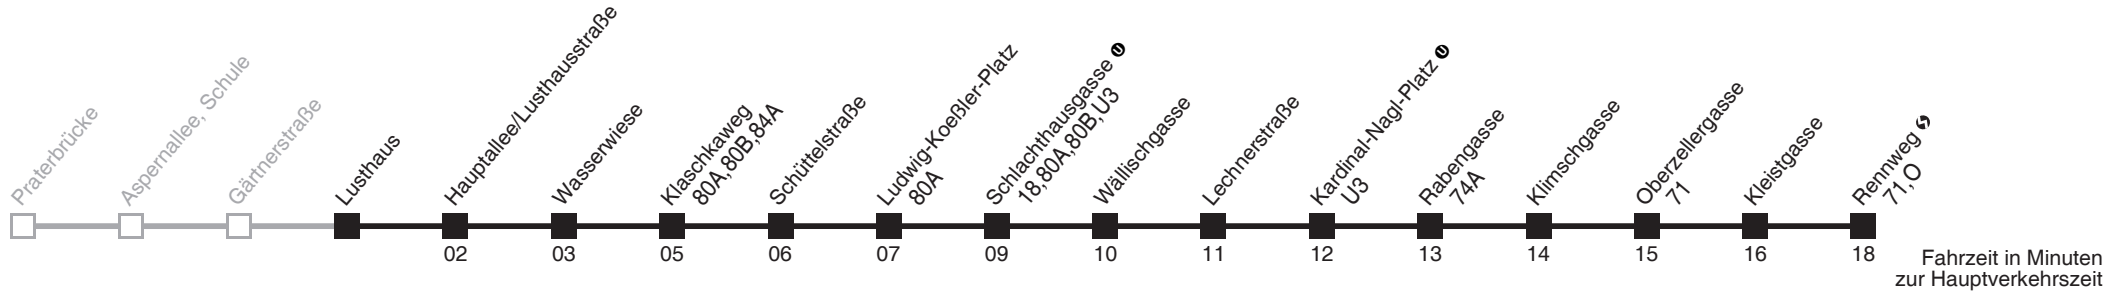 Praterbrücke
Aspernallee, Schule
Gärtnerstraße
Lusthaus
Hauptallee/Lusthausstraße
02
Wasserwiese
03
Klaschkaweg
80A,80B,84A
05
Schüttelstraße
06
Ludwig-Koeßler-Platz
80A
07
Schlachthausgasse U
18,80A,80B,U3
09
Wällischgasse
10
Lechnerstraße
11
Kardinal-Nagl-Platz U
U3
12
Rabengasse
74A
13
Klimschgasse
14
Oberzellergasse
71
15
Kleistgasse
16
Rennweg S
71,O
18
Fahrzeit in Minuten
zur Hauptverkehrszeit